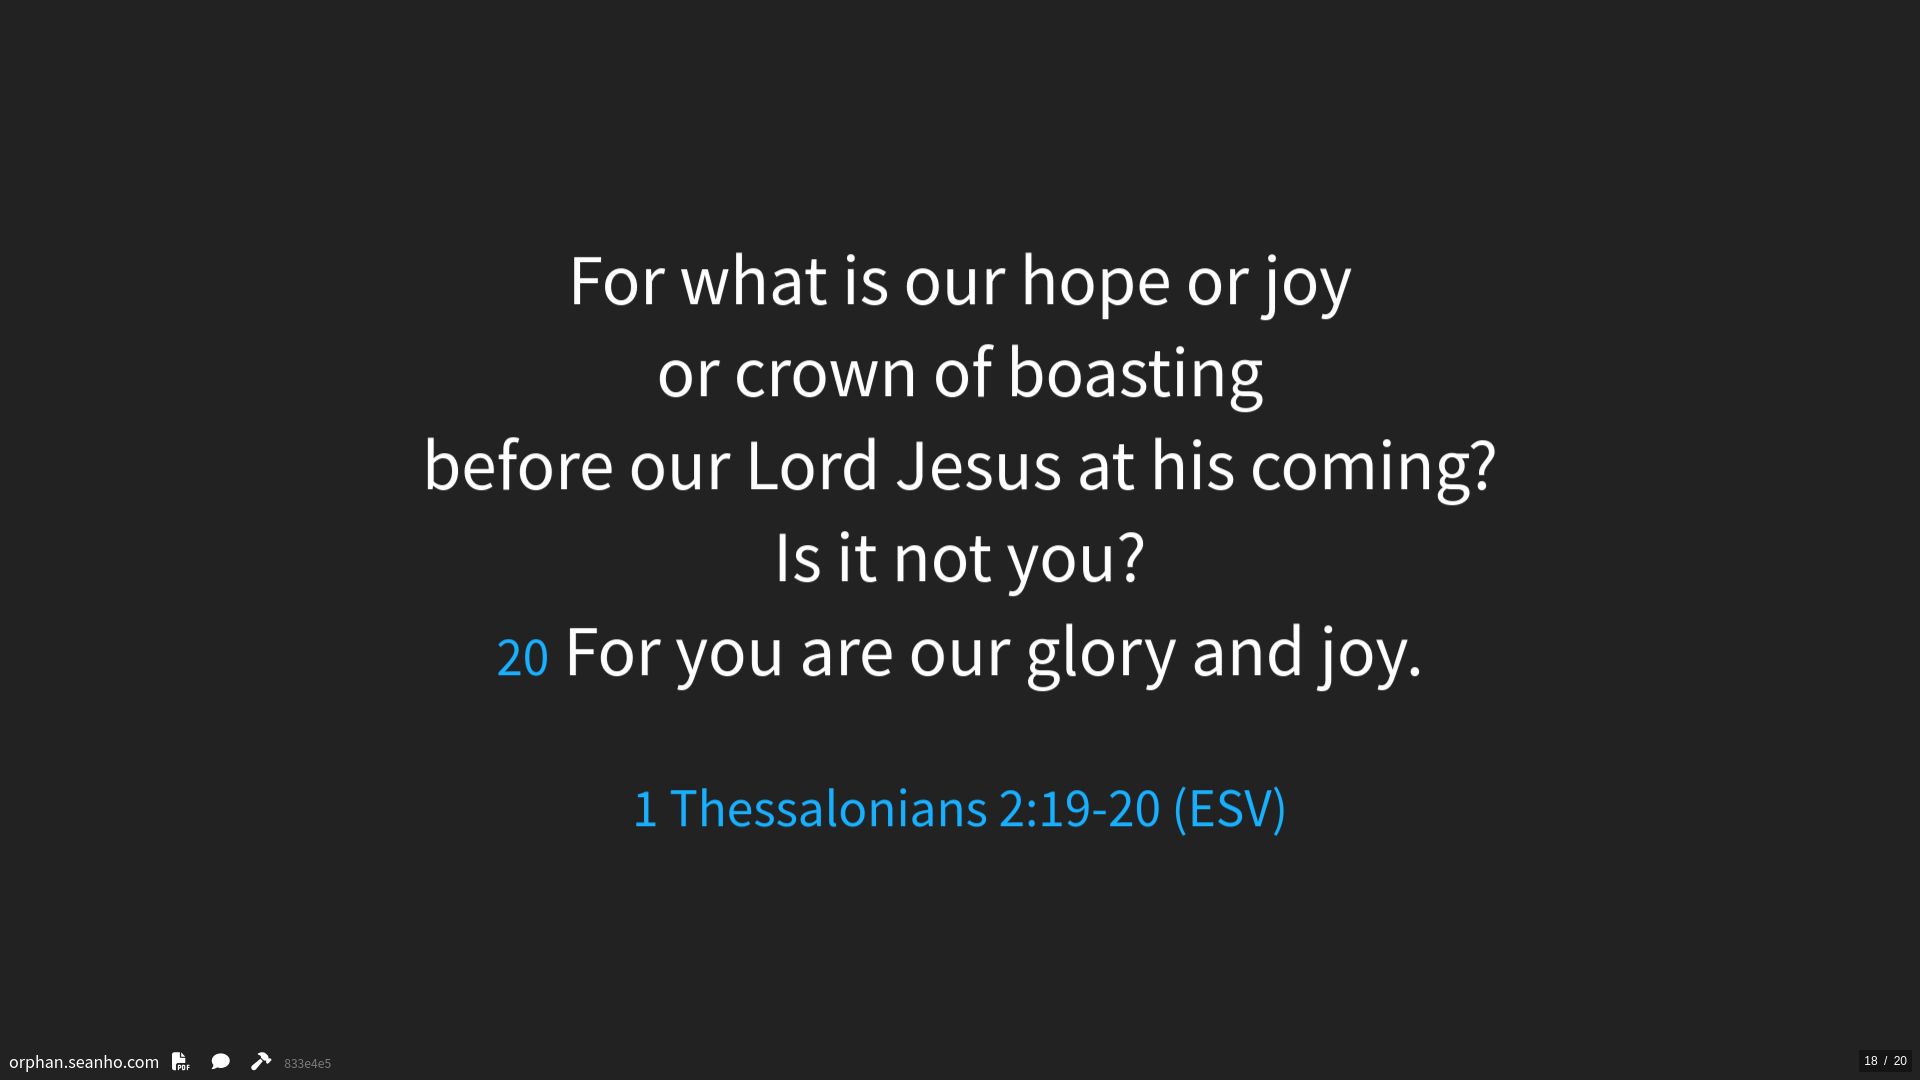 For what is our hope or joy
or crown of boasting
before our Lord Jesus at his coming?
Is it not you?
20 For you are our glory and joy.
1 Thessalonians 2:19-20 (ESV)
orphan.seanho.com PDF 833e4e5
18 / 20